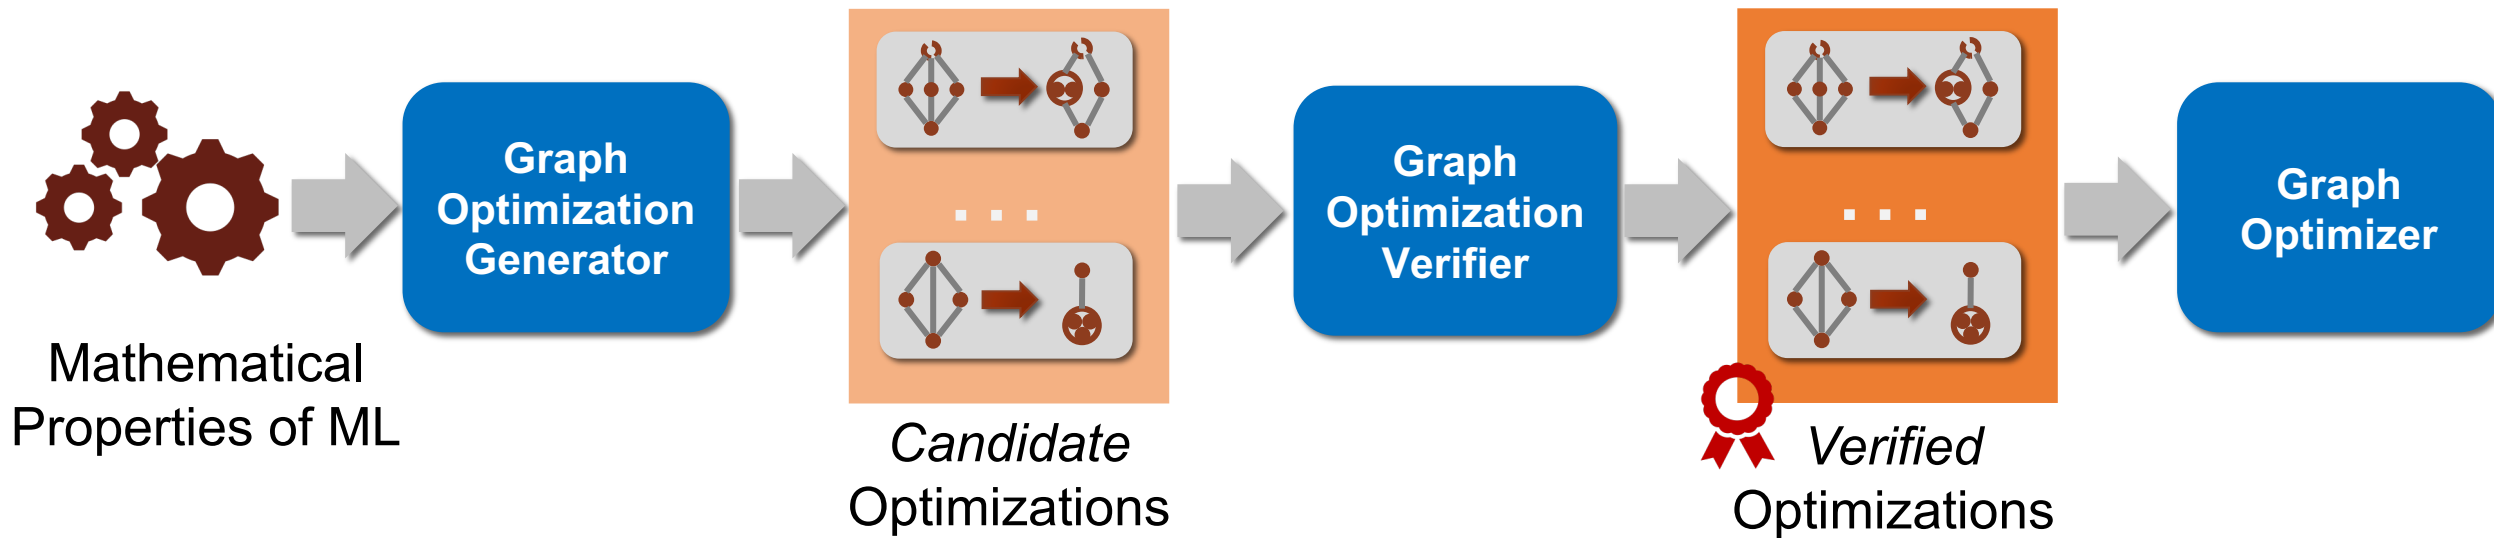 Mathematical
Properties of ML
Graph
Optimization
Generator
. . .
Candidate
Optimizations
Graph
Optimization
Verifier
. . .
Verified
Optimizations
Graph
Optimizer